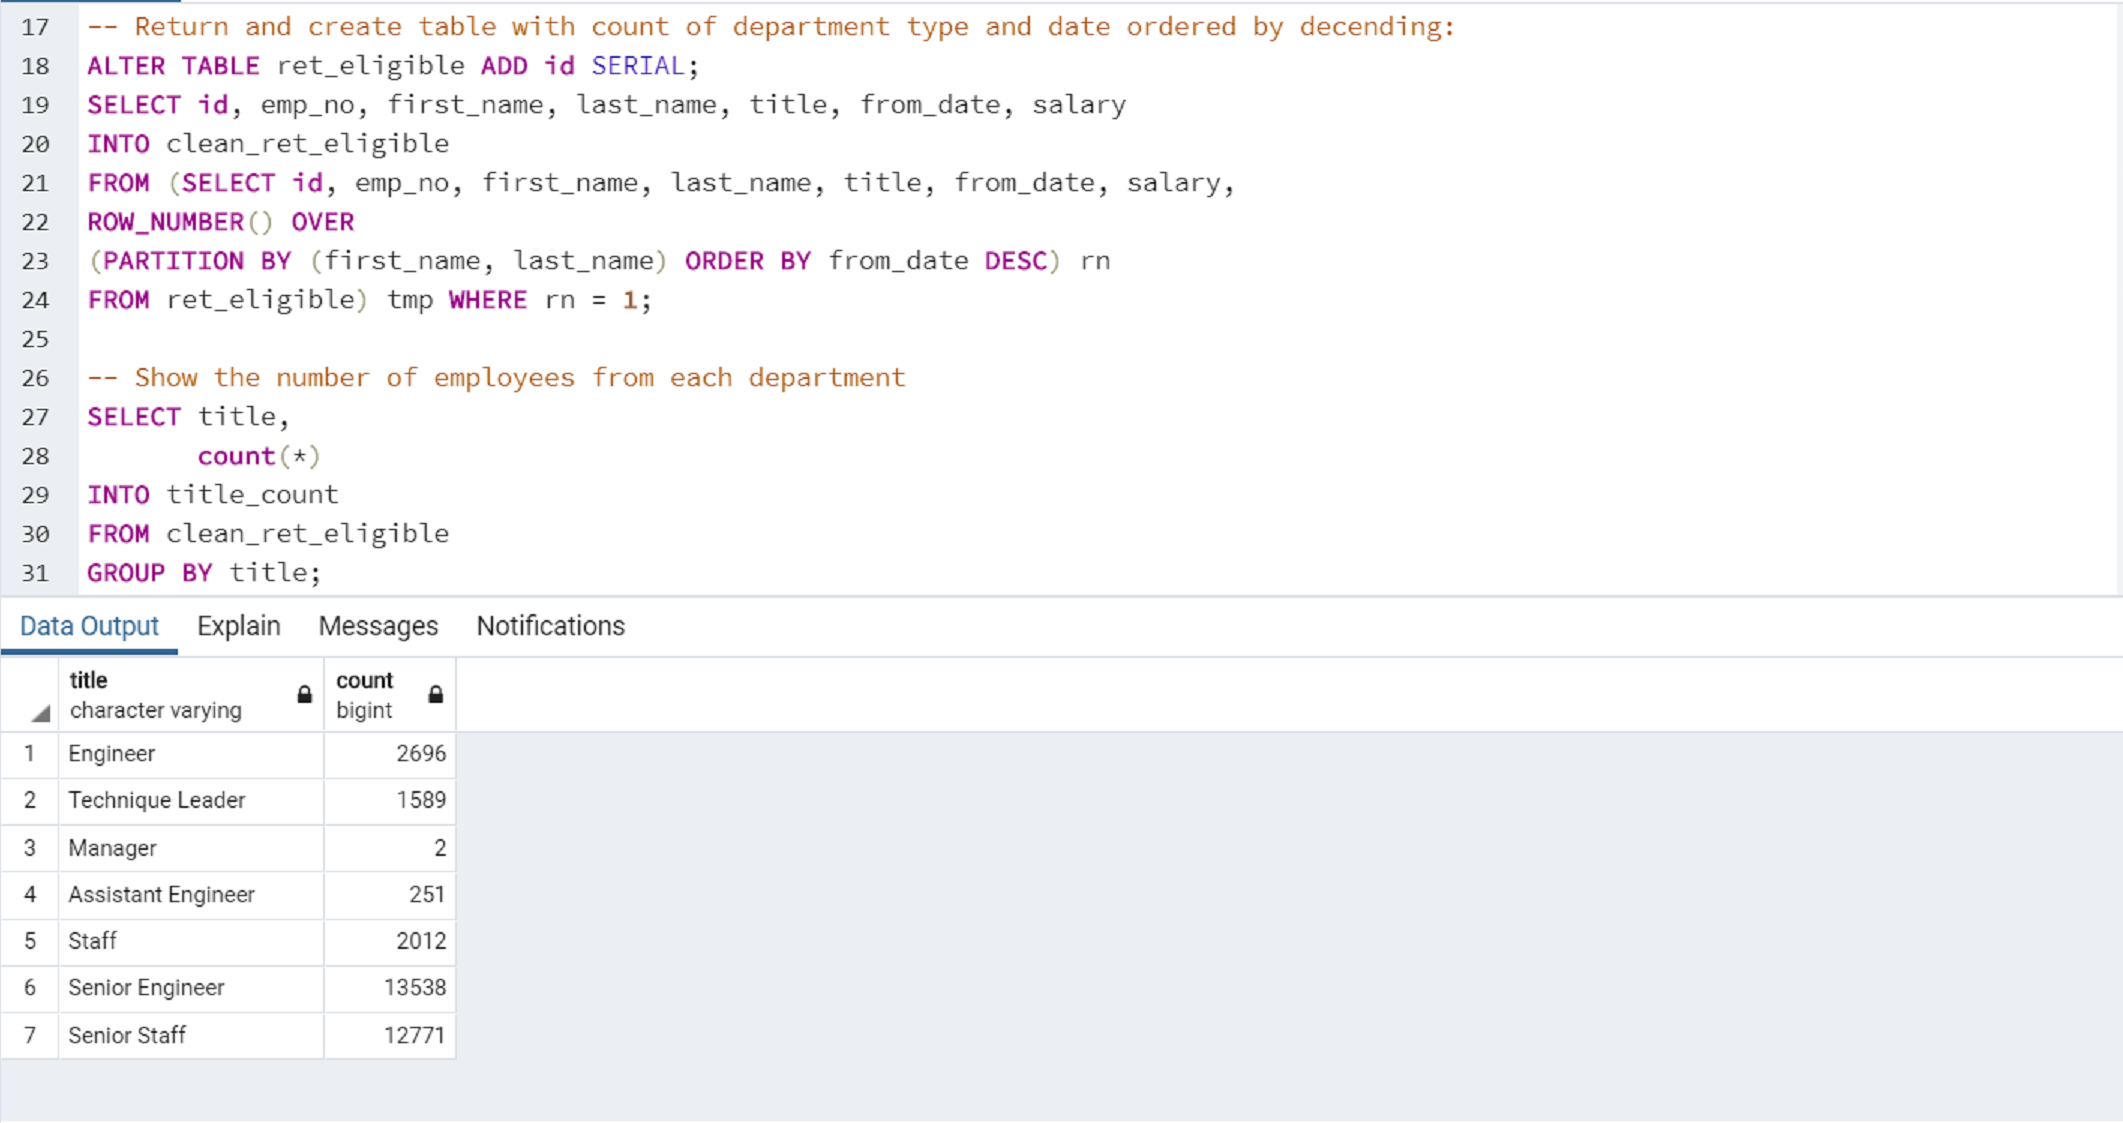 17 -- Return and create table with count of department type and date ordered by decending:
18 ALTER TABLE ret_eligible ADD id SERIAL;
19 SELECT id, emp_no, first_name, last_name, title, from_date, salary
20 INTO clean_ret_eligible
21 FROM (SELECT id, emp_no, first_name, last_name, title, from_date, salary,
22 ROW_NUMBER() OVER
23 (PARTITION BY (first_name, last_name) ORDER BY from_date DESC) rn
24 FROM ret_eligible) tmp WHERE rn = 1;
25
26 -- Show the number of employees from each department
27 SELECT title,
28        count(*)
29 INTO title_count
30 FROM clean_ret_eligible
31 GROUP BY title;
Data Output Explain Messages Notifications
title count
character varying bigint
1 Engineer 2696
2 Technique Leader 1589
3 Manager 2
4 Assistant Engineer 251
5 Staff 2012
6 Senior Engineer 13538
7 Senior Staff 12771